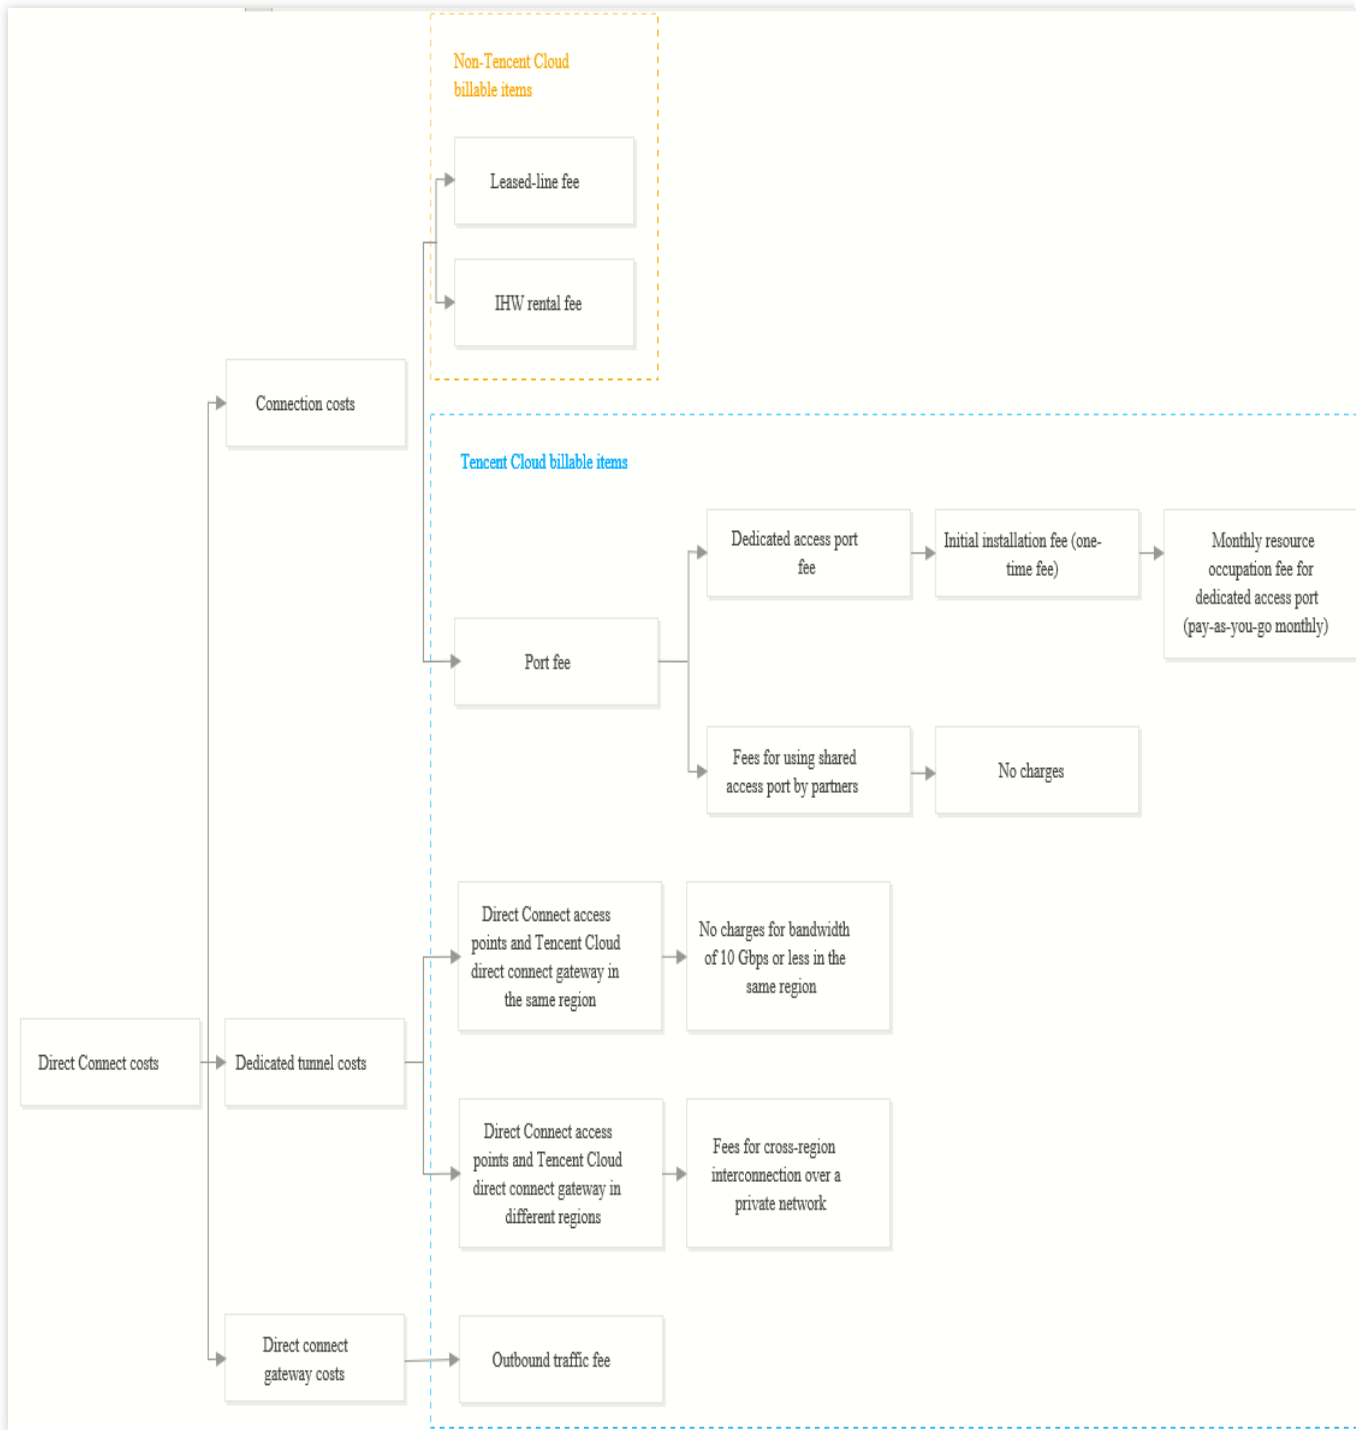 Non-Tencent Cloud
billable items
Leased-line fee
IHW rental fee
Connection costs
Tencent Cloud billable items
Dedicated access port
fee
Initial installation fee (one-
time fee)
Monthly resource
occupation fee for
dedicated access port
(pay-as-you-go monthly)
Port fee
Fees for using shared
access port by partners
No charges
Direct Connect access
points and Tencent Cloud
direct connect gateway in
the same region
No charges for bandwidth
of 10 Gbps or less in the
same region
Direct Connect costs
Dedicated tunnel costs
Direct Connect access
points and Tencent Cloud
direct connect gateway in
different regions
Fees for cross-region
interconnection over a
private network
Direct connect
gateway costs
Outbound traffic fee